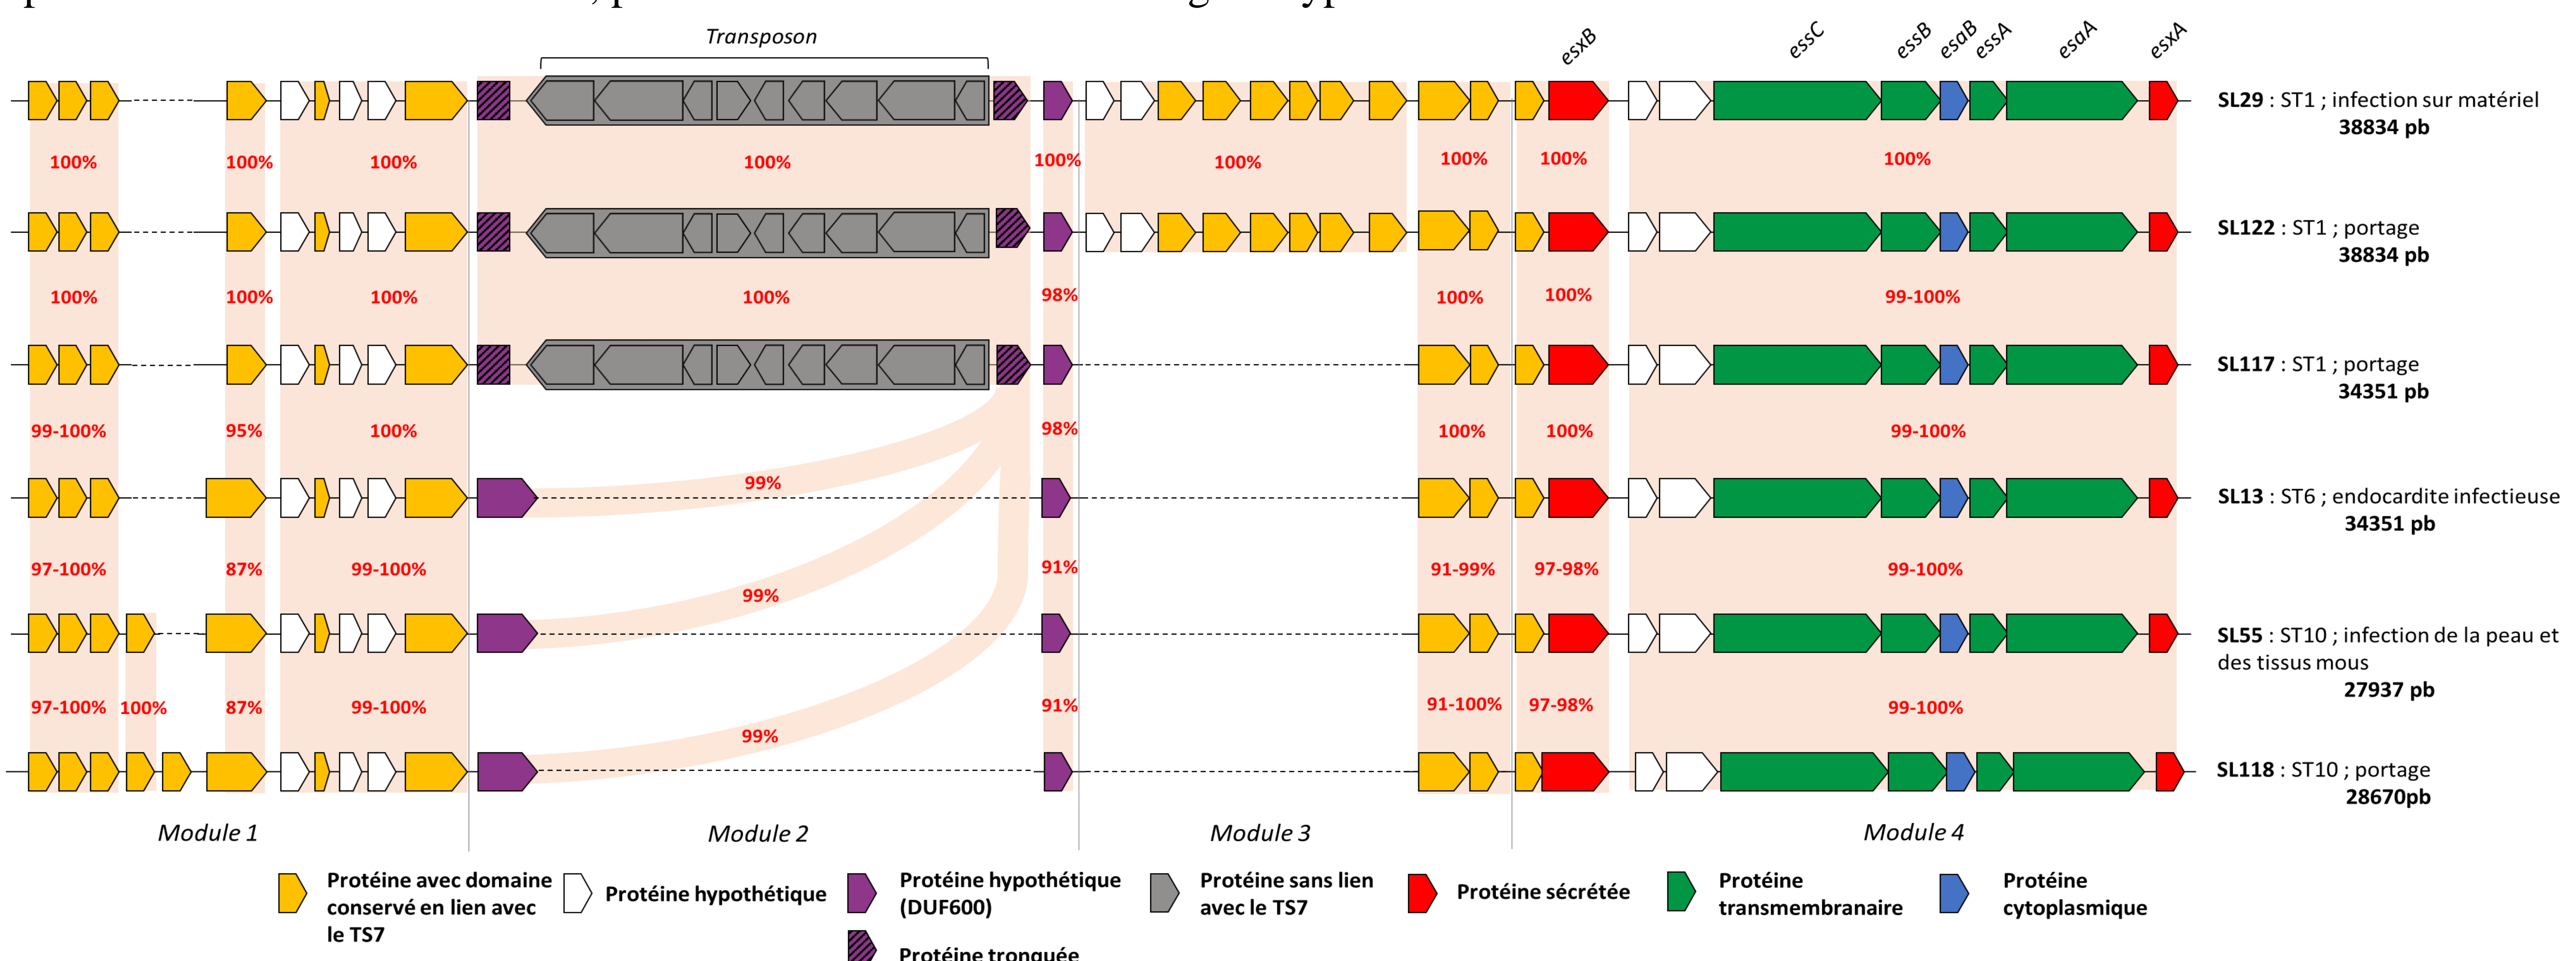 Transposon
esxB
essC
essB
esaB
essA
esaA
esxA
SL29 : ST1 ; infection sur matériel
38834 pb
100%
100%
100%
100%
100%
100%
100%
100%
100%
SL122 : ST1 ; portage
38834 pb
100%
100%
100%
100%
98%
100%
100%
99-100%
SL117 : ST1 ; portage
34351 pb
99-100%
95%
100%
98%
100%
100%
99-100%
99%
SL13 : ST6 ; endocardite infectieuse
34351 pb
97-100%
87%
99-100%
99%
91%
91-99%
97-98%
99-100%
SL55 : ST10 ; infection de la peau et
des tissus mous
27937 pb
97-100%
100%
87%
99-100%
99%
91%
91-100%
97-98%
99-100%
SL118 : ST10 ; portage
28670pb
Module 1
Module 2
Module 3
Module 4
Protéine avec domaine
conservé en lien avec
le TS7
Protéine hypothétique
Protéine hypothétique
(DUF600)
Protéine tronquée
Protéine sans lien
avec le TS7
Protéine sécrétée
Protéine
transmembranaire
Protéine
cytoplasmique